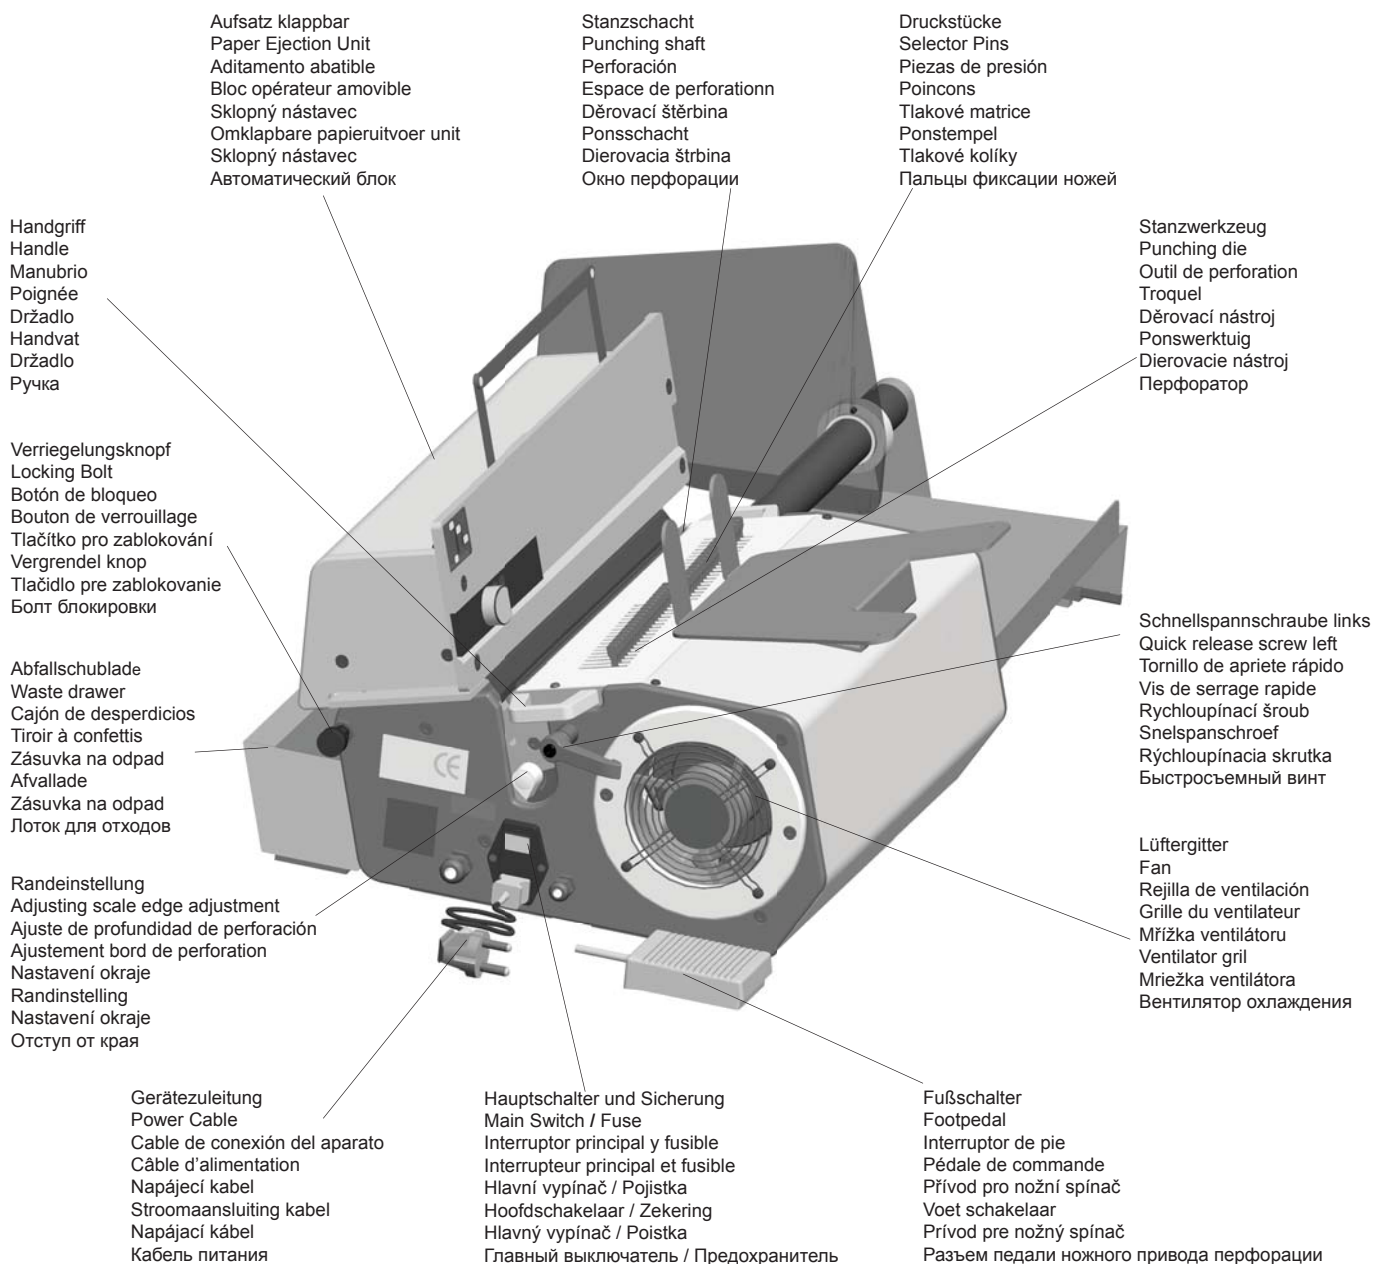 Aufsatz klappbar
Paper Ejection Unit
Aditamento abatible
Bloc opérateur amovible
Sklopný nástavec
Omklapbare papieruitvoer unit
Sklopný nástavec
Автоматический блок
Stanzschacht
Punching shaft
Perforación
Espace de perforationn
Děrovací štěrbina
Ponsschacht
Dierovacia štrbina
Окно перфорации
Druckstücke
Selector Pins
Piezas de presión
Poincons
Tlakové matrice
Ponstempel
Tlakové kolíky
Пальцы фиксации ножей
Handgriff
Handle
Manubrio
Poignée
Držadlo
Handvat
Držadlo
Ручка
Stanzwerkzeug
Punching die
Outil de perforation
Troquel
Děrovací nástroj
Ponswerktuig
Dierovacie nástroj
Перфоратор
Verriegelungsknopf
Locking Bolt
Botón de bloqueo
Bouton de verrouillage
Tlačítko pro zablokování
Vergrendel knop
Tlačidlo pre zablokovanie
Болт блокировки
Schnellspannschraube links
Quick release screw left
Tornillo de apriete rápido
Vis de serrage rapide
Rychloupínací šroub
Snelspanschroef
Rýchloupínacia skrutka
Быстросъемный винт
Abfallschublade
Waste drawer
Cajón de desperdicios
Tiroir à confettis
Zásuvka na odpad
Afvallade
Zásuvka na odpad
Лоток для отходов
CE
Lüftergitter
Fan
Rejilla de ventilación
Grille du ventilateur
Mřížka ventilátoru
Ventilator gril
Mriežka ventilátora
Вентилятор охлаждения
Randeinstellung
Adjusting scale edge adjustment
Ajuste de profundidad de perforación
Ajustement bord de perforation
Nastavení okraje
Randinstelling
Nastavení okraje
Отступ от края
Gerätezuleitung
Power Cable
Cable de conexión del aparato
Câble d’alimentation
Napájecí kabel
Stroomaansluiting kabel
Napájací kábel
Кабель питания
Hauptschalter und Sicherung
Main Switch / Fuse
Interruptor principal y fusible
Interrupteur principal et fusible
Hlavní vypínač / Pojistka
Hoofdschakelaar / Zekering
Hlavný vypínač / Poistka
Главный выключатель / Предохранитель
Fußschalter
Footpedal
Interruptor de pie
Pédale de commande
Přívod pro nožní spínač
Voet schakelaar
Prívod pre nožný spínač
Разъем педали ножного привода перфорации